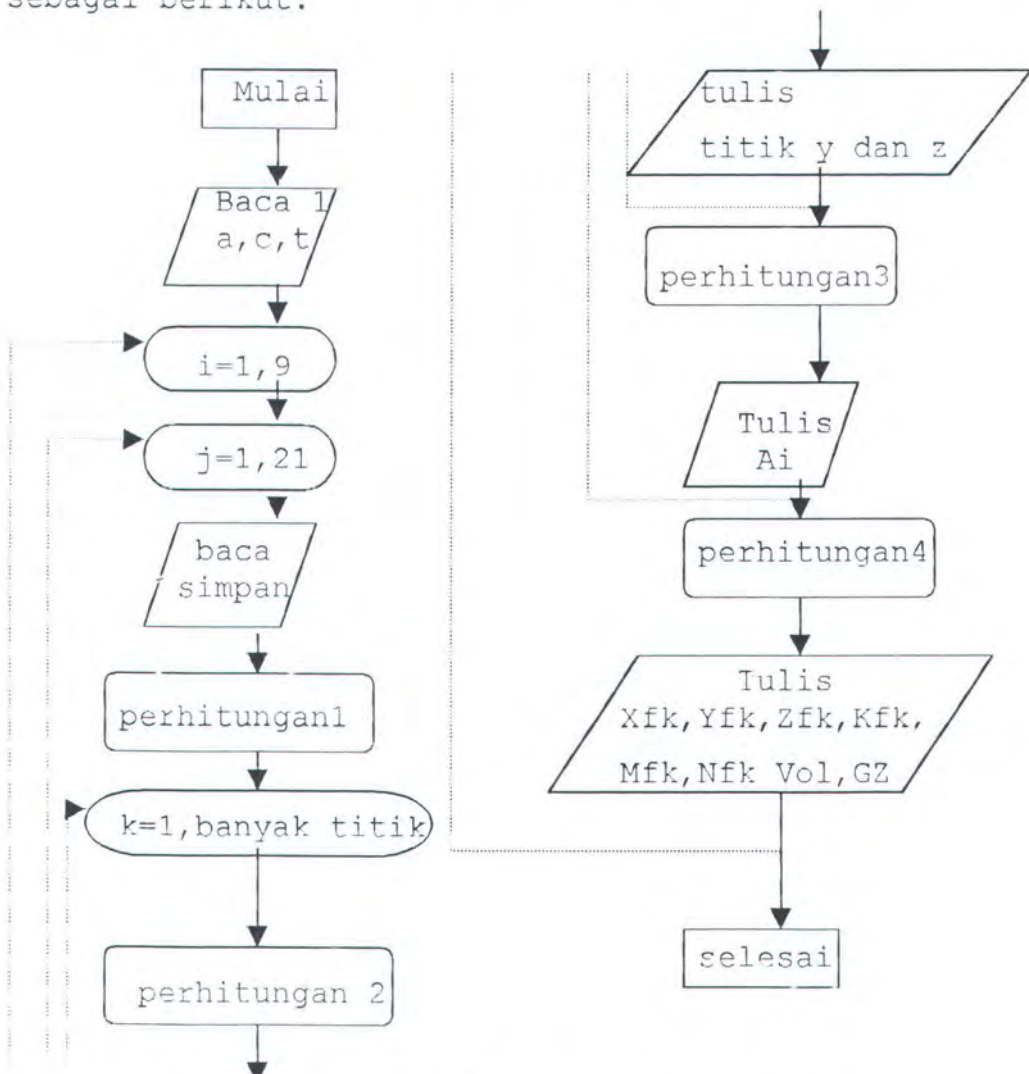 sebagai berikut:
Mulai
Baca 1
a,c,t
i=1,9
j=1,21
baca
simpan
perhitungan1
k=1,banyak titik
perhitungan 2
tulis
titik y dan z
perhitungan3
Tulis
Ai
perhitungan4
Tulis
Xfk,Yfk,Zfk,Kfk,
Mfk,Nfk Vol,GZ
selesai